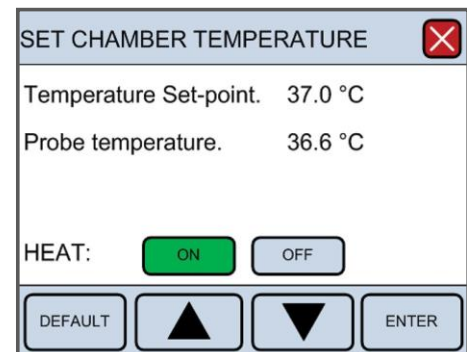 SET CHAMBER TEMPERATURE
Temperature Set-point. 37.0 °C
Probe temperature. 36.6 °C
HEAT: ON OFF
DEFAULT ENTER